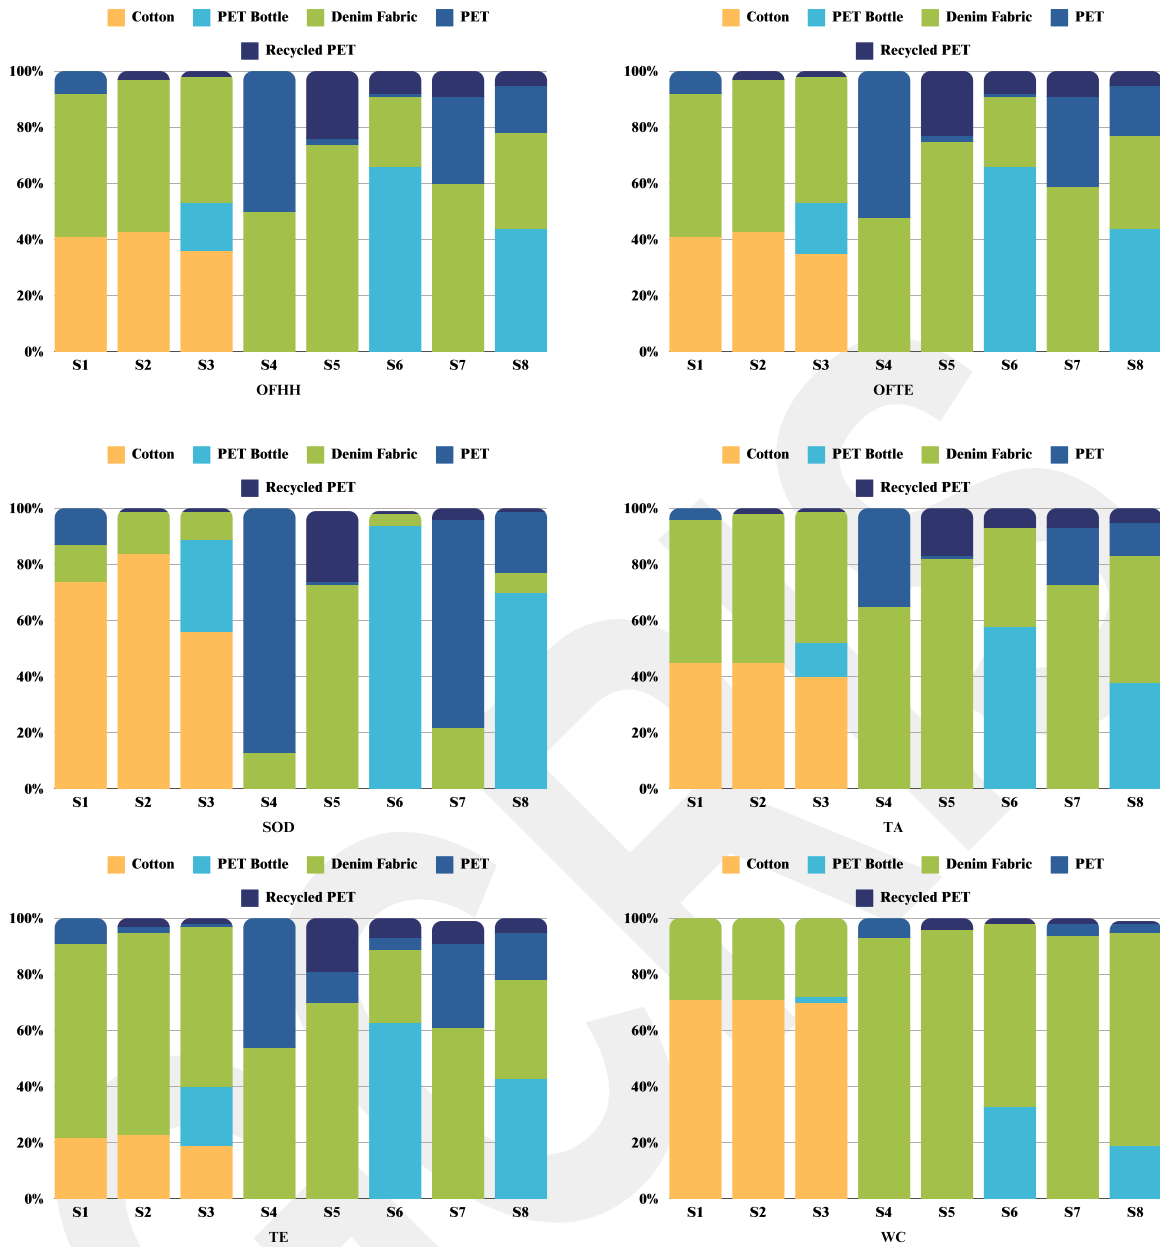 Cotton PET Bottle Denim Fabric PET
Recycled PET
100%
80%
60%
40%
20%
0%
S1 S2 S3 S4 S5 S6 S7 S8
OFHH
Cotton PET Bottle Denim Fabric PET
Recycled PET
100%
80%
60%
40%
20%
0%
S1 S2 S3 S4 S5 S6 S7 S8
OFTE
Cotton PET Bottle Denim Fabric PET
Recycled PET
100%
80%
60%
40%
20%
0%
S1 S2 S3 S4 S5 S6 S7 S8
SOD
Cotton PET Bottle Denim Fabric PET
Recycled PET
100%
80%
60%
40%
20%
0%
S1 S2 S3 S4 S5 S6 S7 S8
TA
Cotton PET Bottle Denim Fabric PET
Recycled PET
100%
80%
60%
40%
20%
0%
S1 S2 S3 S4 S5 S6 S7 S8
TE
Cotton PET Bottle Denim Fabric PET
Recycled PET
100%
80%
60%
40%
20%
0%
S1 S2 S3 S4 S5 S6 S7 S8
WC